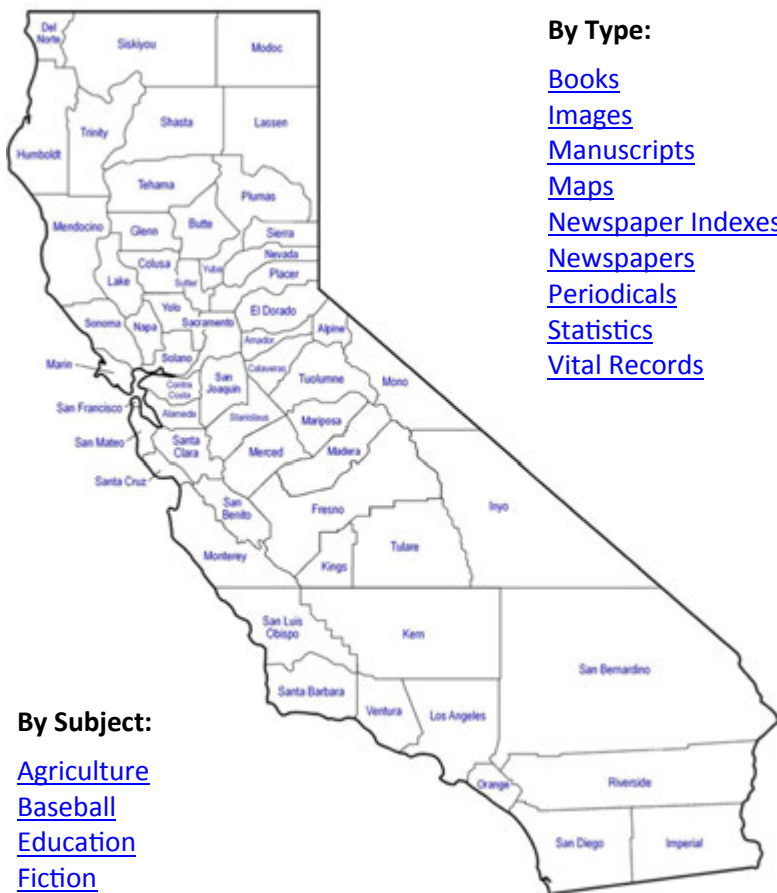 By Type:
Books
Images
Manuscripts
Maps
Newspaper Indexes
Newspapers
Periodicals
Statistics
Vital Records
Del
Norte
Siskiyou
Modoc
Humboldt
Trinity
Shasta
Lassen
Tehama
Plumas
Mendocino
Glenn
Butte
Sierra
Nevada
Placer
Lake
Colusa
Sutter
Yuba
Sonoma
Napa
Yolo
Sacramento
El Dorado
Alpine
Amador
Solano
Calaveras
Marin
Contra
Costa
San
Joaquin
Tuolumne
Mono
San Francisco
Alameda
Stanislaus
Mariposa
San Mateo
Santa
Clara
Merced
Madera
Santa Cruz
San
Benito
Fresno
Inyo
Monterey
Kings
Tulare
San Luis
Obispo
Kern
San Bernardino
Santa Barbara
Ventura
Los Angeles
Orange
Riverside
San Diego
Imperial
By Subject:
Agriculture
Baseball
Education
Fiction